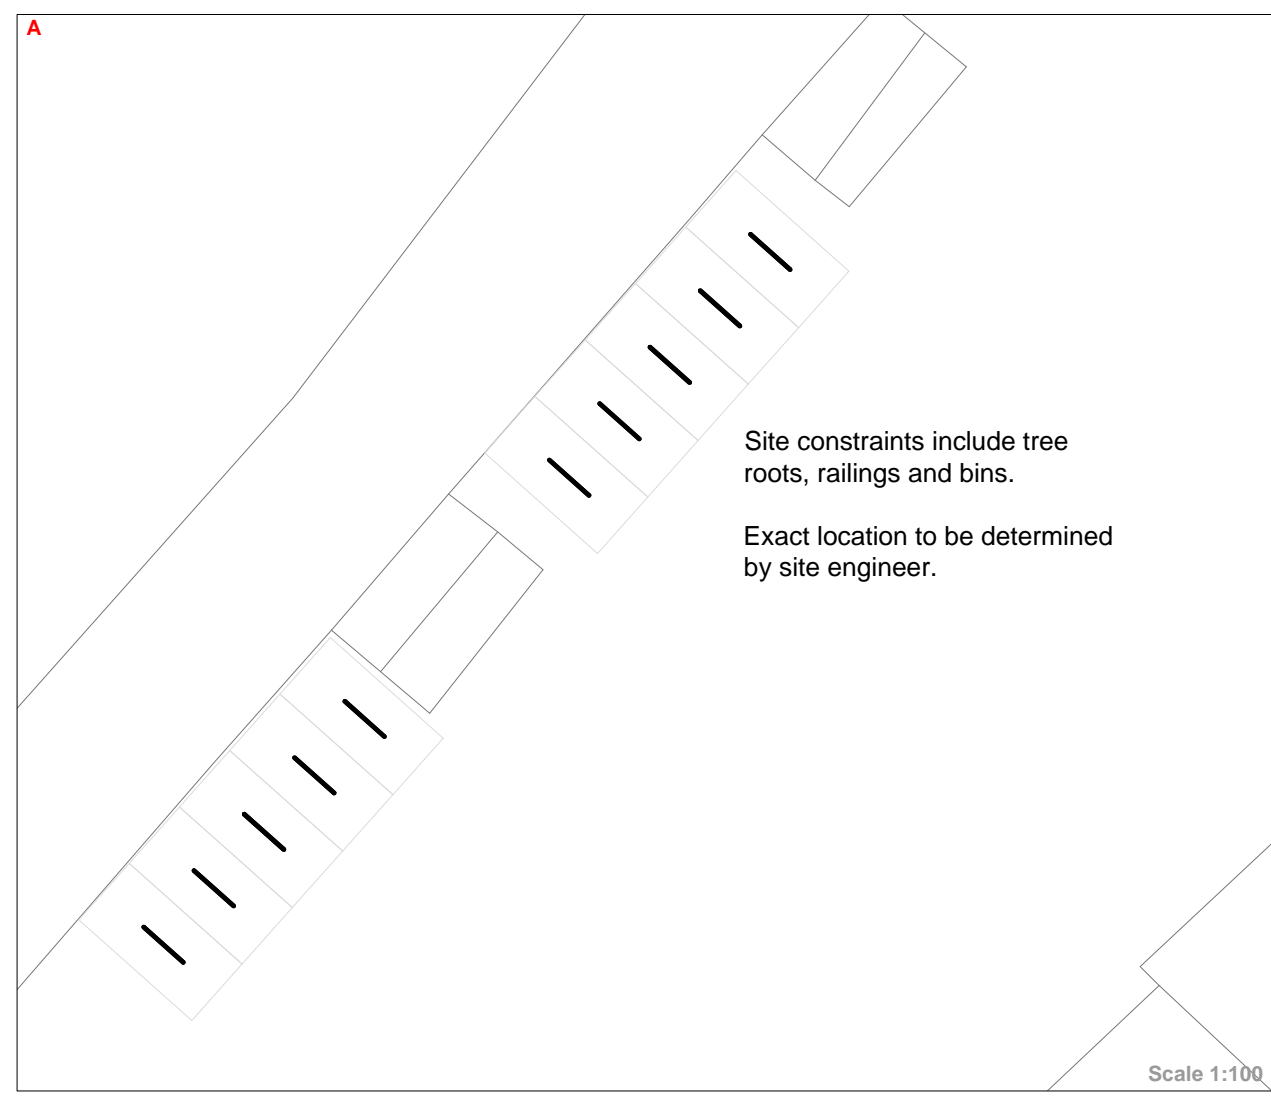 A
Site constraints include tree
roots, railings and bins.
Exact location to be determined
by site engineer.
Scale 1:100